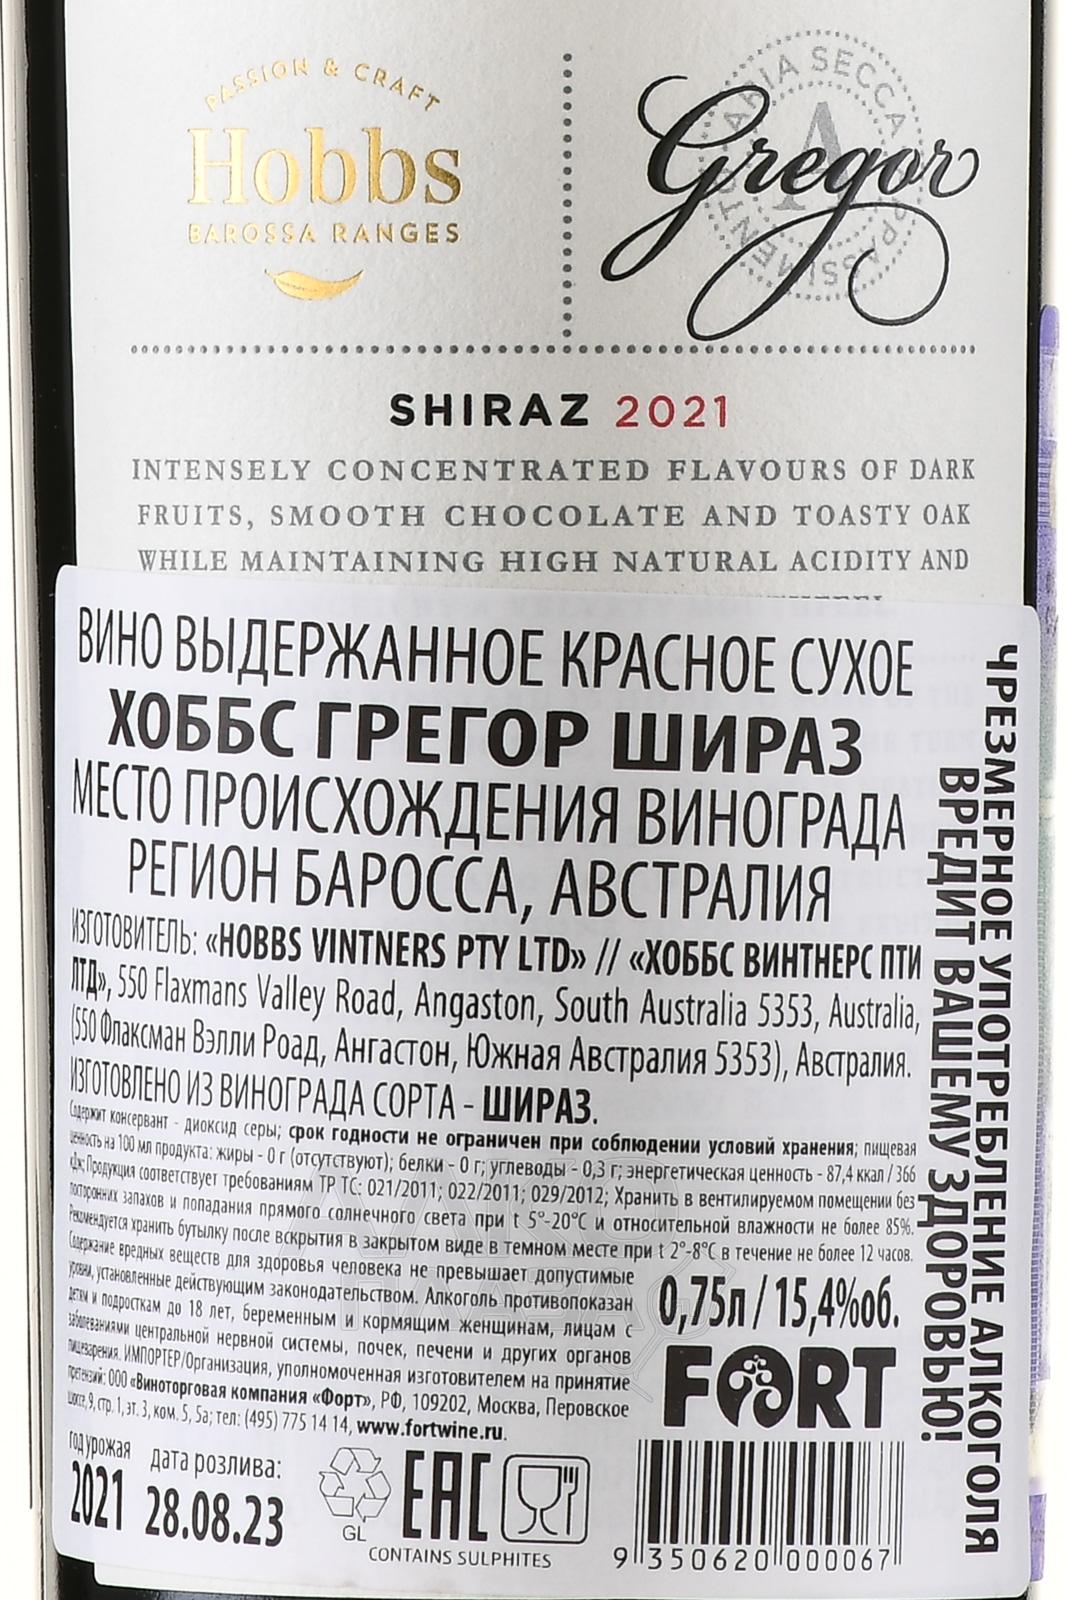 PASSION & CRAFT
Hobbs
BAROSSA RANGES
Gregor
ARIA SECCA
APPASSIMENTO
A
SHIRAZ 2021
INTENSELY CONCENTRATED FLAVOURS OF DARK
FRUITS, SMOOTH CHOCOLATE AND TOASTY OAK
WHILE MAINTAINING HIGH NATURAL ACIDITY AND
ВИНО ВЫДЕРЖАННОЕ КРАСНОЕ СУХОЕ
ХОББС ГРЕГОР ШИРАЗ
МЕСТО ПРОИСХОЖДЕНИЯ ВИНОГРАДА
РЕГИОН БАРОССА, АВСТРАЛИЯ
ИЗГОТОВИТЕЛЬ: «HOBBS VINTNERS PTY LTD» // «ХОББС ВИНТНЕРС ПТИ
ЛТД», 550 Flaxmans Valley Road, Angaston, South Australia 5353, Australia,
(550 Флаксман Вэлли Роад, Ангастон, Южная Австралия 5353), Австралия.
ИЗГОТОВЛЕНО ИЗ ВИНОГРАДА СОРТА - ШИРАЗ.
Содержит консервант - диоксид серы; срок годности не ограничен при соблюдении условий хранения; пищевая
ценность на 100 мл продукта: жиры - 0 г (отсутствуют); белки - 0 г; углеводы - 0,3 г; энергетическая ценность - 87,4 ккал / 366
кДж; Продукция соответствует требованиям ТР ТС: 021/2011; 022/2011; 029/2012; Хранить в вентилируемом помещении без
посторонних запахов и попадания прямого солнечного света при t 5°-20°C и относительной влажности не более 85%.
Рекомендуется хранить бутылку после вскрытия в закрытом виде в темном месте при t 2°-8°C в течение не более 12 часов.
Содержание вредных веществ для здоровья человека не превышает допустимые
уровни, установленные действующим законодательством. Алкоголь противопоказан
детям и подросткам до 18 лет, беременным и кормящим женщинам, лицам с
заболеваниями центральной нервной системы, почек, печени и других органов
пищеварения. ИМПОРТЕР/Организация, уполномоченная изготовителем на принятие
претензий: ООО «Виноторговая компания «Форт», РФ, 109202, Москва, Перовское
шоссе, 9, стр. 1, эт. 3, ком. 5, 5а; тел: (495) 775 14 14, www.fortwine.ru.
0,75л / 15,4%об.
FORT
год урожая
2021
дата розлива:
28.08.23
GL
EAC
CONTAINS SULPHITES
9 350620 000067
ЧРЕЗМЕРНОЕ УПОТРЕБЛЕНИЕ АЛКОГОЛЯ
ВРЕДИТ ВАШЕМУ ЗДОРОВЬЮ!